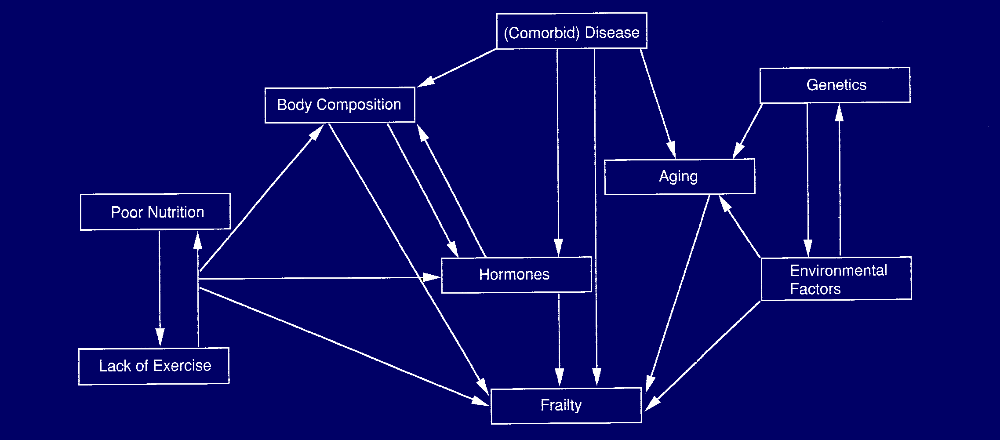 (Comorbid) Disease
Genetics
Body Composition
Aging
Poor Nutrition
Hormones
Environmental
Factors
Lack of Exercise
Frailty